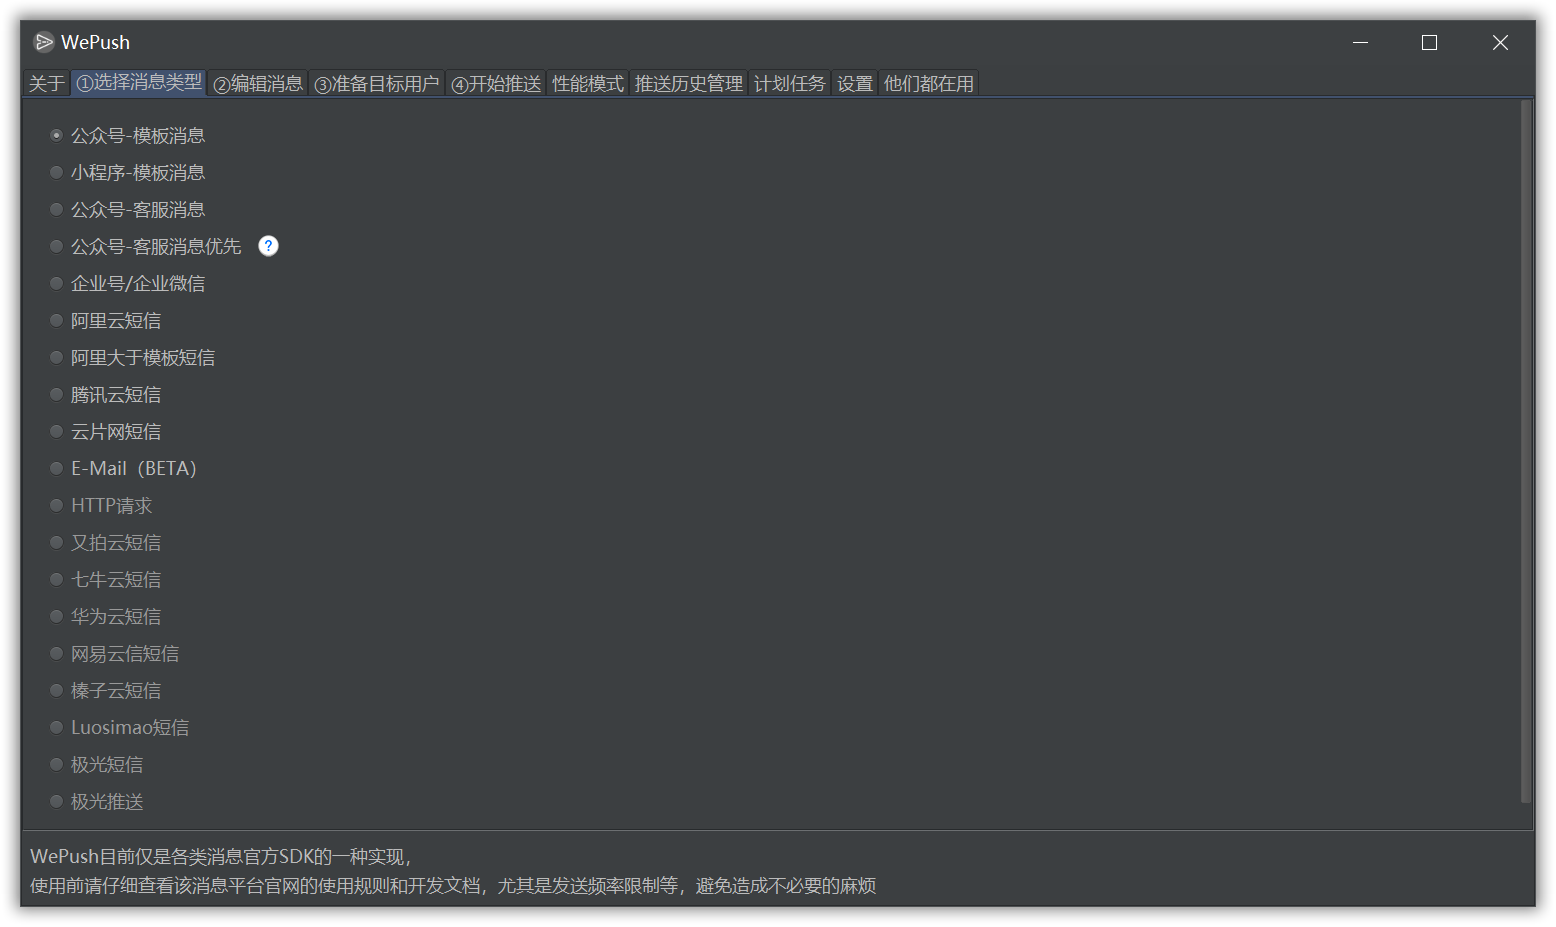 WePush
关于 ①选择消息类型 ②编辑消息 ③准备目标用户 ④开始推送 性能模式 推送历史管理 计划任务 设置 他们都在用
公众号-模板消息
小程序-模板消息
公众号-客服消息
公众号-客服消息优先 ?
企业号/企业微信
阿里云短信
阿里大于模板短信
腾讯云短信
云片网短信
E-Mail（BETA）
HTTP请求
又拍云短信
七牛云短信
华为云短信
网易云信短信
榛子云短信
Luosimao短信
极光短信
极光推送
WePush目前仅是各类消息官方SDK的一种实现，
使用前请仔细查看该消息平台官网的使用规则和开发文档，尤其是发送频率限制等，避免造成不必要的麻烦